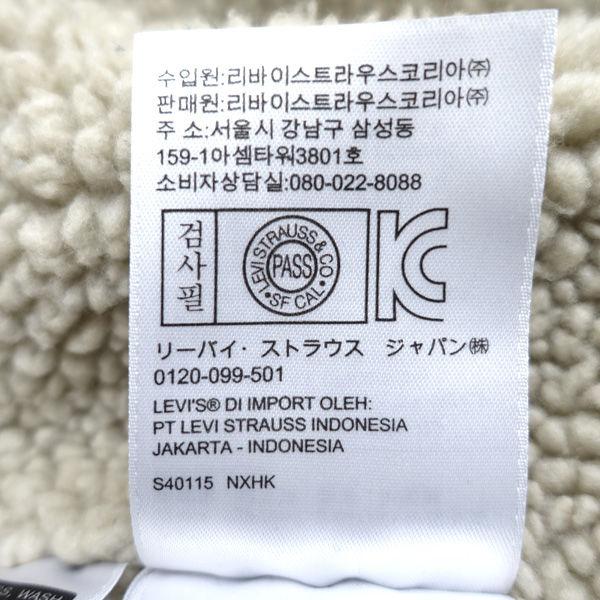 수입원:리바이스트라우스코리아㈜
판매원:리바이스트라우스코리아㈜
주 소:서울시 강남구 삼성동
159-1아셈타워3801호
소비자상담실:080-022-8088
검사필
LEVI STRAUSS & CO
PASS
• SF CAL •
KC
リーバイ・ストラウス ジャパン㈱
0120-099-501
LEVI'S® DI IMPORT OLEH:
PT LEVI STRAUSS INDONESIA
JAKARTA - INDONESIA
S40115 NXHK
WASH